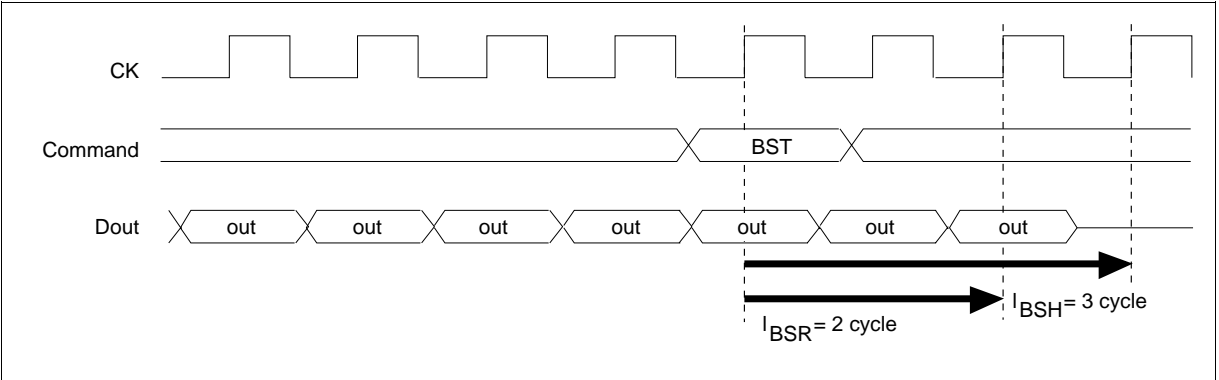 CK
Command
BST
Dout
out out out out out out out
lBSH= 3 cycle
lBSR= 2 cycle